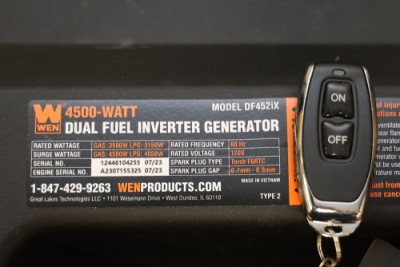 4500-WATT
DUAL FUEL INVERTER GENERATOR
MODEL DF452iX
WEN
RATED WATTAGE GAS: 3500W LPG: 3150W
SURGE WATTAGE GAS: 4500W LPG: 4050W
SERIAL NO. 12446104255 07/23
ENGINE SERIAL NO. A2307155325 07/23
RATED FREQUENCY 60 Hz
RATED VOLTAGE 120V
SPARK PLUG TYPE Torch F6RTC
SPARK PLUG GAP 0.7mm - 0.8mm
MADE IN VIETNAM
1-847-429-9263 WENPRODUCTS.COM
Great Lakes Technologies LLC • 1101 Wesemann Drive • West Dundee, IL 60118
TYPE 2
ON
OFF
of injur